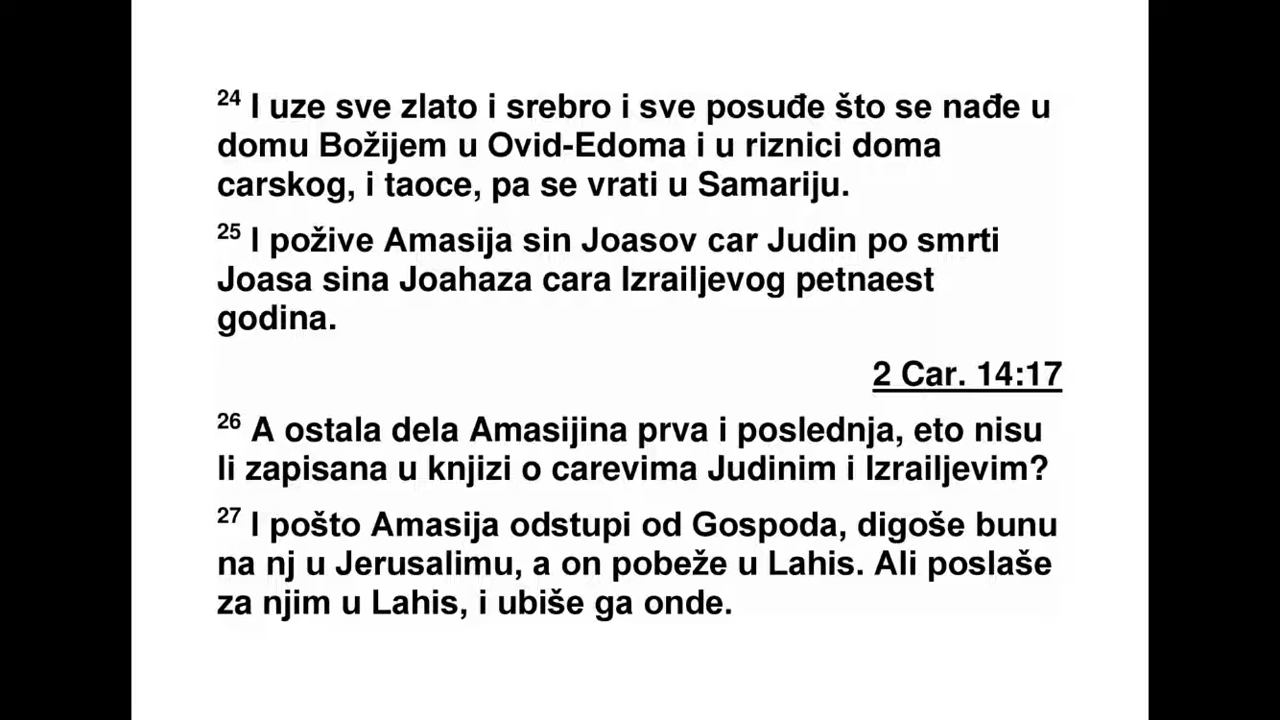 24 I uze sve zlato i srebro i sve posuđe što se nađe u
domu Božijem u Ovid-Edoma i u riznici doma
carskog, i taoce, pa se vrati u Samariju.
25 I požive Amasija sin Joasov car Judin po smrti
Joasa sina Joahaza cara Izrailjevog petnaest
godina.
2 Car. 14:17
26 A ostala dela Amasijina prva i poslednja, eto nisu
li zapisana u knjizi o carevima Judinim i Izrailjevim?
27 I pošto Amasija odstupi od Gospoda, digoše bunu
na nj u Jerusalimu, a on pobeže u Lahis. Ali poslaše
za njim u Lahis, i ubiše ga onde.